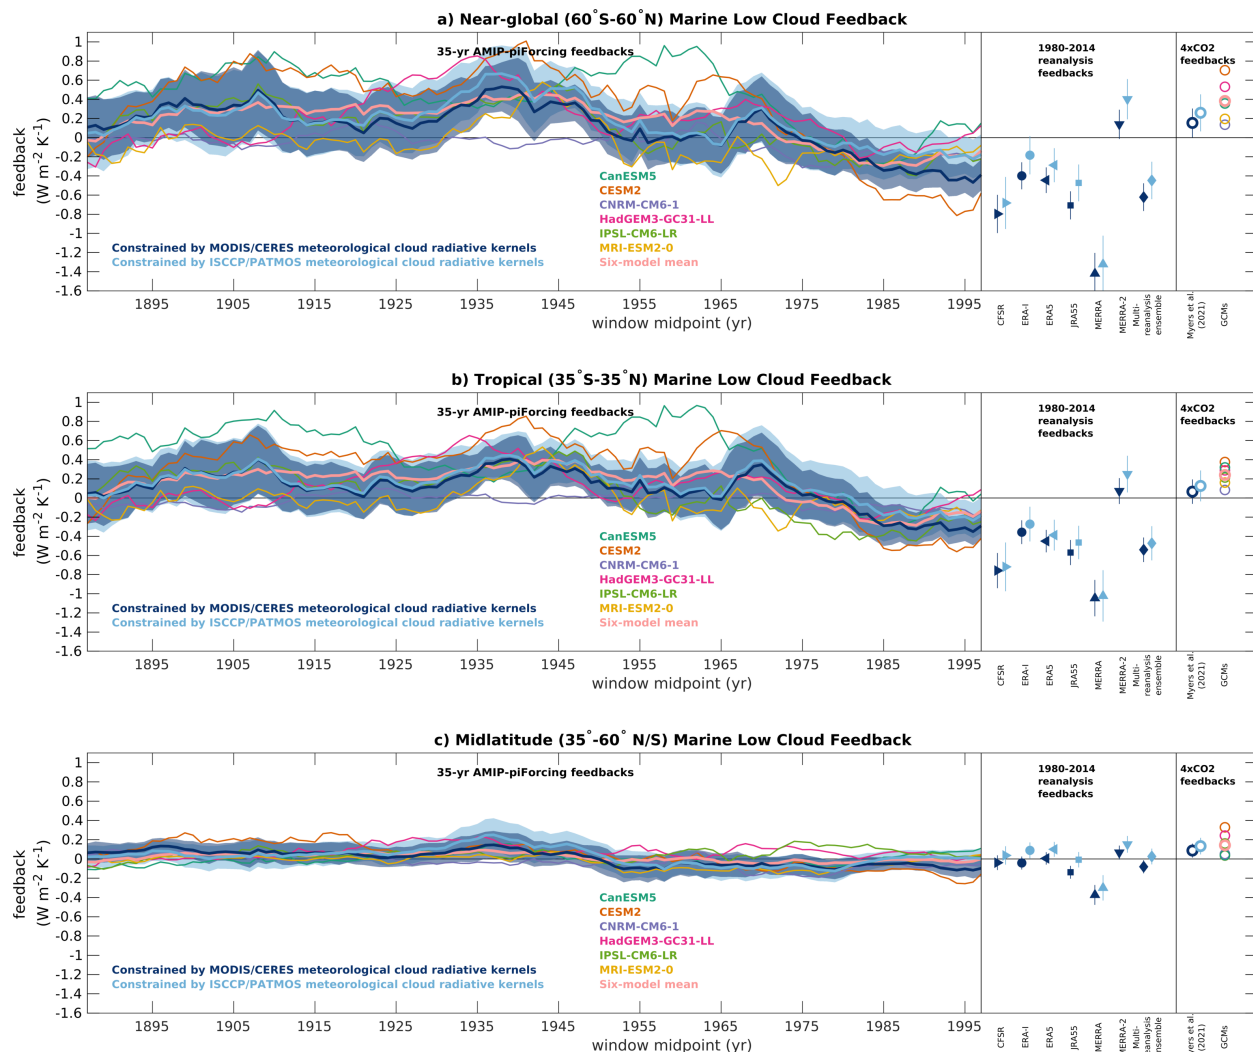 a) Near-global (60˚S-60˚N) Marine Low Cloud Feedback
35-yr AMIP-piForcing feedbacks
1980-2014
reanalysis
feedbacks
4xCO2
feedbacks
feedback
(W m-2 K-1)
1
0.8
0.6
0.4
0.2
0
-0.2
-0.4
-0.6
-0.8
-1
-1.2
-1.4
-1.6
CanESM5
CESM2
CNRM-CM6-1
HadGEM3-GC31-LL
IPSL-CM6-LR
MRI-ESM2-0
Six-model mean
Constrained by MODIS/CERES meteorological cloud radiative kernels
Constrained by ISCCP/PATMOS meteorological cloud radiative kernels
1895 1905 1915 1925 1935 1945 1955 1965 1975 1985 1995
window midpoint (yr)
CFSR
ERA-I
ERA5
JRA55
MERRA
MERRA-2
Multi-
reanalysis
ensemble
Myers et al.
(2021)
GCMs
b) Tropical (35˚S-35˚N) Marine Low Cloud Feedback
35-yr AMIP-piForcing feedbacks
1980-2014
reanalysis
feedbacks
4xCO2
feedbacks
feedback
(W m-2 K-1)
1
0.8
0.6
0.4
0.2
0
-0.2
-0.4
-0.6
-0.8
-1
-1.2
-1.4
-1.6
CanESM5
CESM2
CNRM-CM6-1
HadGEM3-GC31-LL
IPSL-CM6-LR
MRI-ESM2-0
Six-model mean
Constrained by MODIS/CERES meteorological cloud radiative kernels
Constrained by ISCCP/PATMOS meteorological cloud radiative kernels
1895 1905 1915 1925 1935 1945 1955 1965 1975 1985 1995
window midpoint (yr)
CFSR
ERA-I
ERA5
JRA55
MERRA
MERRA-2
Multi-
reanalysis
ensemble
Myers et al.
(2021)
GCMs
c) Midlatitude (35˚-60˚ N/S) Marine Low Cloud Feedback
35-yr AMIP-piForcing feedbacks
1980-2014
reanalysis
feedbacks
4xCO2
feedbacks
feedback
(W m-2 K-1)
1
0.8
0.6
0.4
0.2
0
-0.2
-0.4
-0.6
-0.8
-1
-1.2
-1.4
-1.6
CanESM5
CESM2
CNRM-CM6-1
HadGEM3-GC31-LL
IPSL-CM6-LR
MRI-ESM2-0
Six-model mean
Constrained by MODIS/CERES meteorological cloud radiative kernels
Constrained by ISCCP/PATMOS meteorological cloud radiative kernels
1895 1905 1915 1925 1935 1945 1955 1965 1975 1985 1995
window midpoint (yr)
CFSR
ERA-I
ERA5
JRA55
MERRA
MERRA-2
Multi-
reanalysis
ensemble
yers et al.
(2021)
GCMs